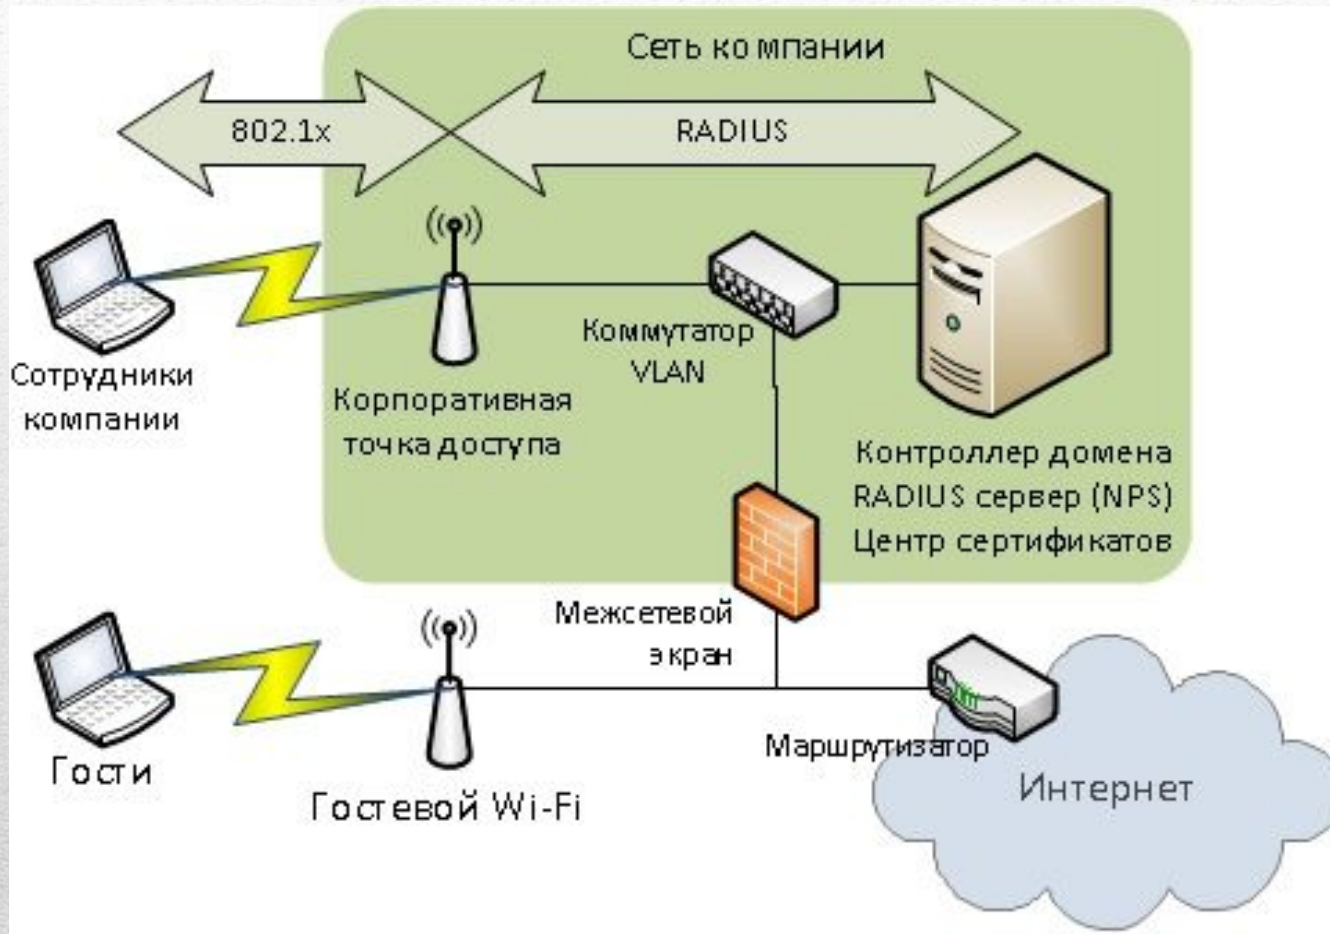 Сеть компании
802.1x
RADIUS
Коммутатор
VLAN
Сотрудники
компании
Корпоративная
точка доступа
Контроллер домена
RADIUS сервер (NPS)
Центр сертификатов
Межсетевой
экран
Маршрутизатор
Гости
Гостевой Wi-Fi
Интернет